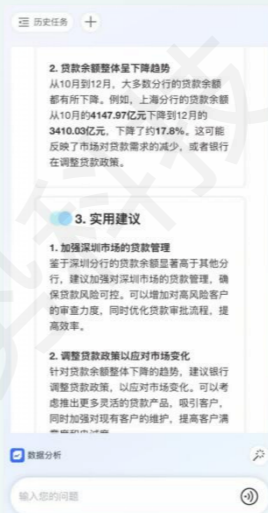 历史任务
2. 贷款余额整体呈下降趋势
从10月到12月，大多数分行的贷款余额
都有所下降。例如，上海分行的贷款余额
从10月的4147.97亿元下降到12月的
3410.03亿元，下降了约17.8%。这可能
反映了市场对贷款需求的减少，或者银行
在调整贷款政策。
3. 实用建议
1. 加强深圳市场的贷款管理
鉴于深圳分行的贷款余额显著高于其他分
行，建议加强对深圳市场的贷款管理，确
保贷款风险可控。可以增加对高风险客户
的审查力度，同时优化贷款审批流程，提
高效率。
2. 调整贷款政策以应对市场变化
针对贷款余额整体下降的趋势，建议银行
调整贷款政策，以应对市场变化。可以考
虑推出更多灵活的贷款产品，吸引客户，
同时加强对现有客户的维护，提高客户满
数据分析
输入您的问题